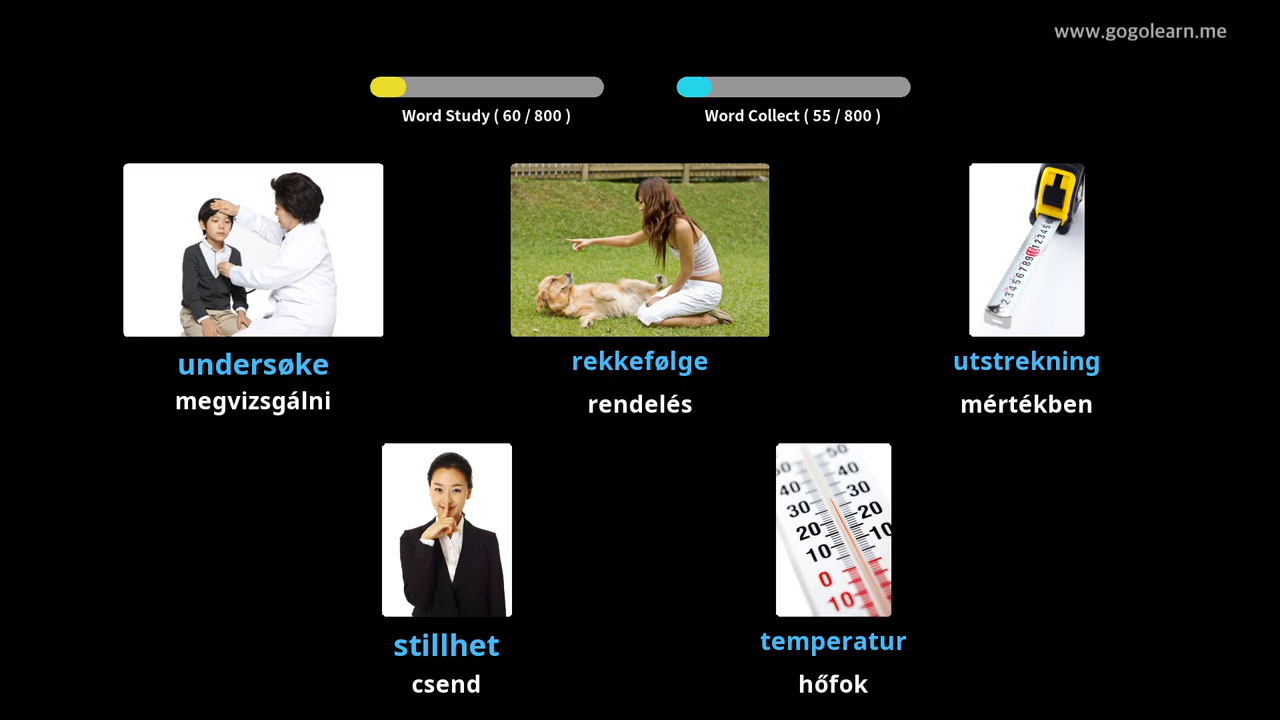 www.gogolearn.me
Word Study ( 60 / 800 )
Word Collect ( 55 / 800 )
undersøke
megvizsgálni
rekkefølge
rendelés
utstrekning
mértékben
stillhet
csend
temperatur
hőfok